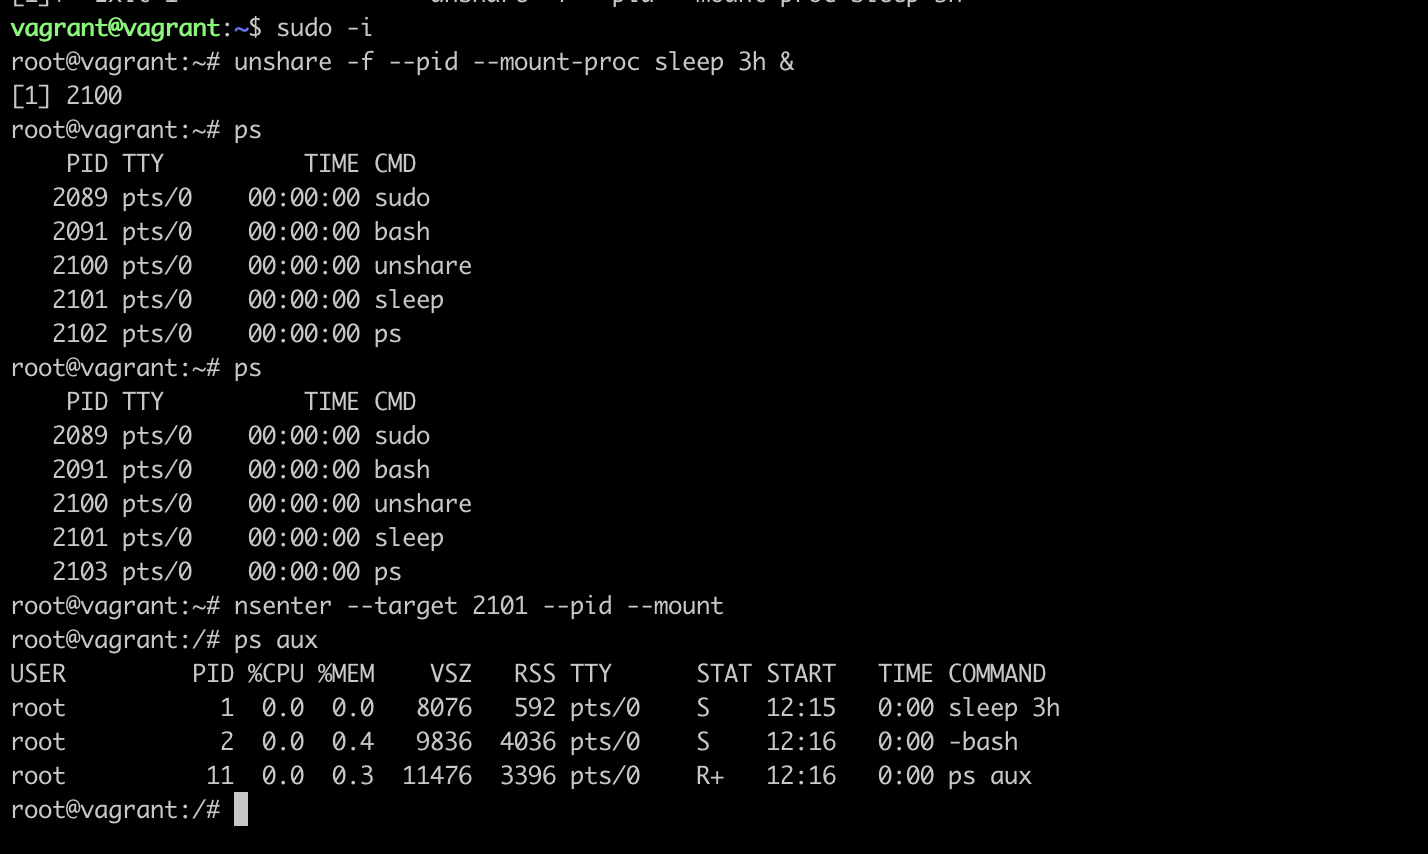 vagrant@vagrant:~$ sudo -i
root@vagrant:~# unshare -f --pid --mount-proc sleep 3h &
[1] 2100
root@vagrant:~# ps
    PID TTY          TIME CMD
   2089 pts/0    00:00:00 sudo
   2091 pts/0    00:00:00 bash
   2100 pts/0    00:00:00 unshare
   2101 pts/0    00:00:00 sleep
   2102 pts/0    00:00:00 ps
root@vagrant:~# ps
    PID TTY          TIME CMD
   2089 pts/0    00:00:00 sudo
   2091 pts/0    00:00:00 bash
   2100 pts/0    00:00:00 unshare
   2101 pts/0    00:00:00 sleep
   2103 pts/0    00:00:00 ps
root@vagrant:~# nsenter --target 2101 --pid --mount
root@vagrant:/# ps aux
USER         PID %CPU %MEM    VSZ   RSS TTY      STAT START   TIME COMMAND
root           1  0.0  0.0   8076   592 pts/0    S    12:15   0:00 sleep 3h
root           2  0.0  0.4   9836  4036 pts/0    S    12:16   0:00 -bash
root          11  0.0  0.3  11476  3396 pts/0    R+   12:16   0:00 ps aux
root@vagrant:/#